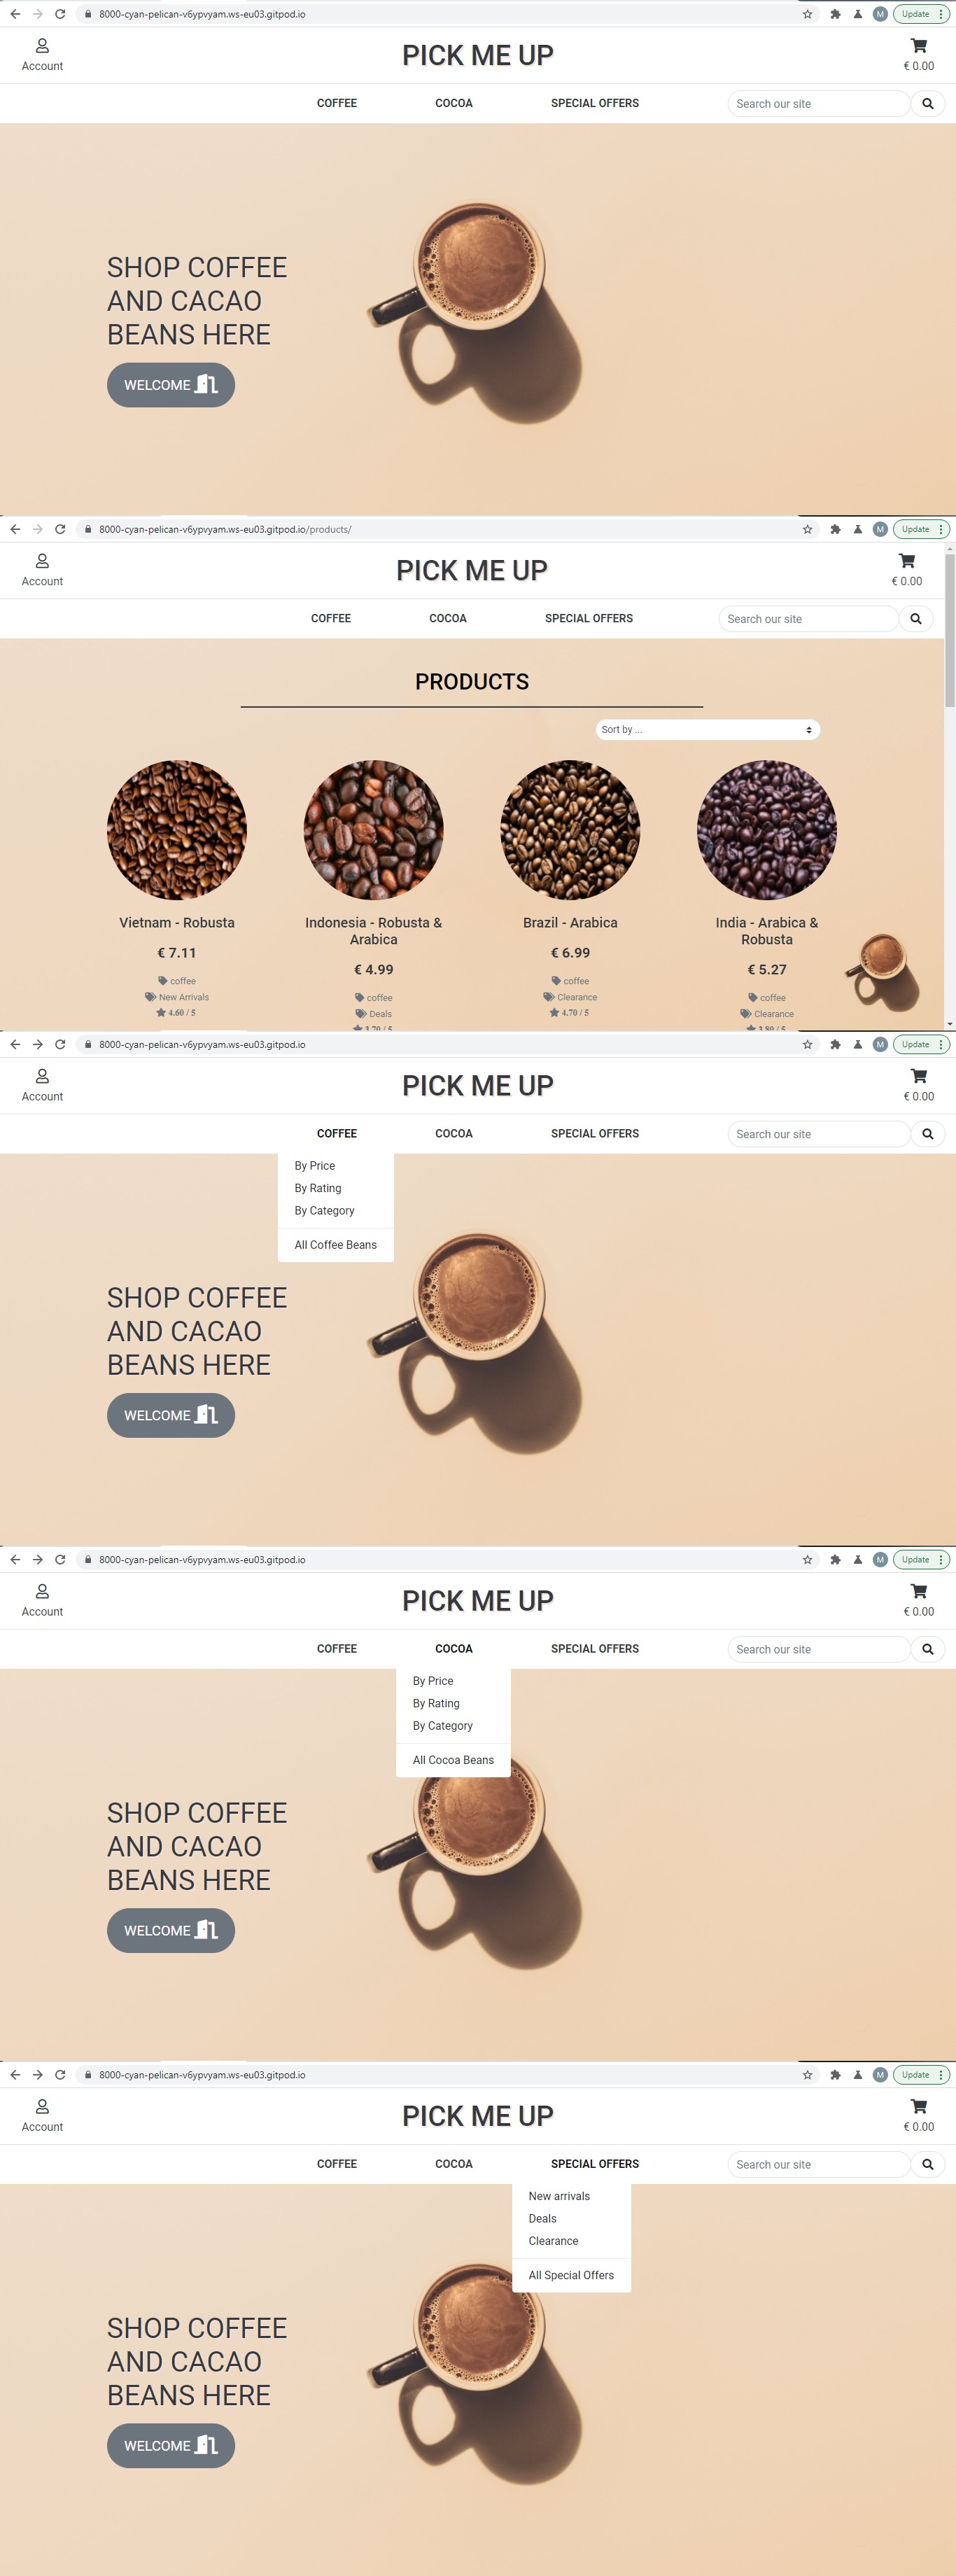 8000-cyan-pelican-v6ypvyam.ws-eu03.gitpod.io
M
Update
Account
PICK ME UP
€ 0.00
COFFEE
COCOA
SPECIAL OFFERS
Search our site
SHOP COFFEE
AND CACAO
BEANS HERE
WELCOME
8000-cyan-pelican-v6ypvyam.ws-eu03.gitpod.io/products/
M
Update
Account
PICK ME UP
€ 0.00
COFFEE
COCOA
SPECIAL OFFERS
Search our site
PRODUCTS
Sort by ...
Vietnam - Robusta
€ 7.11
coffee
New Arrivals
4.60 / 5
Indonesia - Robusta &
Arabica
€ 4.99
coffee
Deals
3.70 / 5
Brazil - Arabica
€ 6.99
coffee
Clearance
4.70 / 5
India - Arabica &
Robusta
€ 5.27
coffee
Clearance
3.80 / 5
8000-cyan-pelican-v6ypvyam.ws-eu03.gitpod.io
M
Update
Account
PICK ME UP
€ 0.00
COFFEE
COCOA
SPECIAL OFFERS
Search our site
By Price
By Rating
By Category
All Coffee Beans
SHOP COFFEE
AND CACAO
BEANS HERE
WELCOME
8000-cyan-pelican-v6ypvyam.ws-eu03.gitpod.io
M
Update
Account
PICK ME UP
€ 0.00
COFFEE
COCOA
SPECIAL OFFERS
Search our site
By Price
By Rating
By Category
All Cocoa Beans
SHOP COFFEE
AND CACAO
BEANS HERE
WELCOME
8000-cyan-pelican-v6ypvyam.ws-eu03.gitpod.io
M
Update
Account
PICK ME UP
€ 0.00
COFFEE
COCOA
SPECIAL OFFERS
Search our site
New arrivals
Deals
Clearance
All Special Offers
SHOP COFFEE
AND CACAO
BEANS HERE
WELCOME